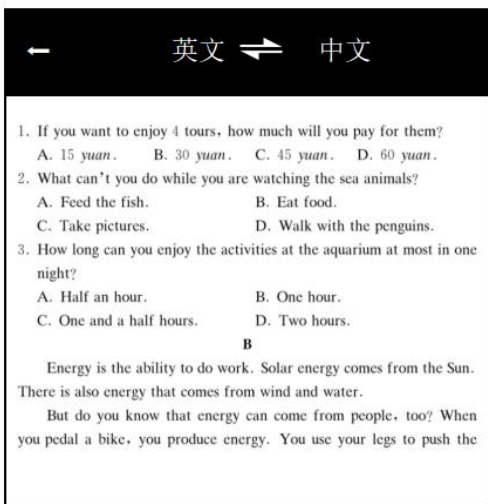 英文 中文
1. If you want to enjoy 4 tours, how much will you pay for them?
A. 15 yuan. B. 30 yuan. C. 45 yuan. D. 60 yuan.
2. What can't you do while you are watching the sea animals?
A. Feed the fish. B. Eat food.
C. Take pictures. D. Walk with the penguins.
3. How long can you enjoy the activities at the aquarium at most in one
night?
A. Half an hour. B. One hour.
C. One and a half hours. D. Two hours.
B
Energy is the ability to do work. Solar energy comes from the Sun.
There is also energy that comes from wind and water.
But do you know that energy can come from people, too? When
you pedal a bike, you produce energy. You use your legs to push the